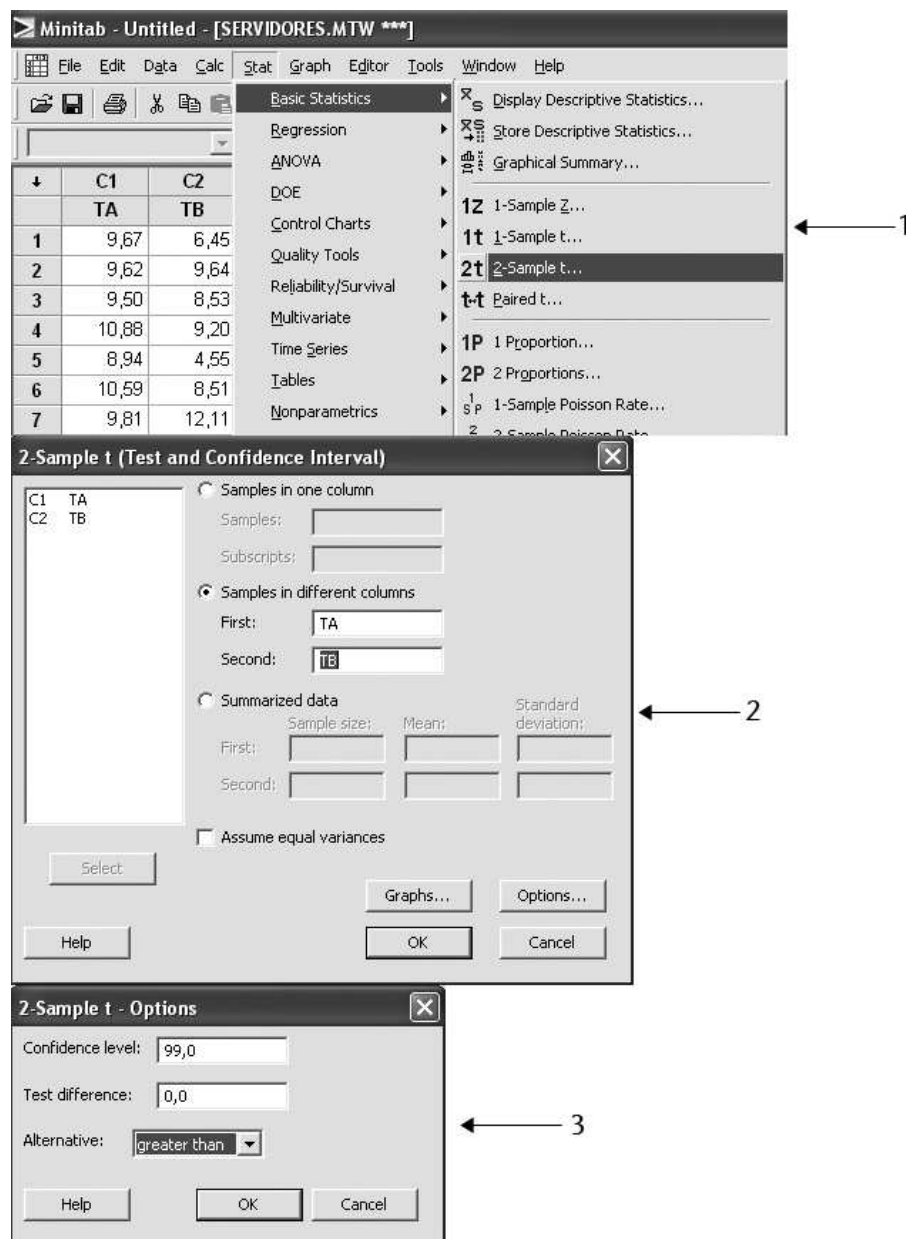 Minitab - Untitled - [SERVIDORES.MTW ***]
File Edit Data Calc Stat Graph Editor Tools Window Help
Basic Statistics
Regression
ANOVA
DOE
Control Charts
Quality Tools
Reliability/Survival
Multivariate
Time Series
Tables
Nonparametrics
Display Descriptive Statistics...
Store Descriptive Statistics...
Graphical Summary...
1Z 1-Sample Z...
1t 1-Sample t...
2t 2-Sample t...
t-t Paired t...
1P 1 Proportion...
2P 2 Proportions...
1-Sample Poisson Rate...
2-Sample Poisson Rate
1
C1 C2
TA TB
1 9,67 6,45
2 9,62 9,64
3 9,50 8,53
4 10,88 9,20
5 8,94 4,55
6 10,59 8,51
7 9,81 12,11
2-Sample t (Test and Confidence Interval)
C1 TA
C2 TB
Samples in one column
Samples:
Subscripts:
Samples in different columns
First: TA
Second: TB
Summarized data
Sample size: Mean: Standard deviation:
First:
Second:
Assume equal variances
Select
Graphs... Options...
Help OK Cancel
2
2-Sample t - Options
Confidence level: 99,0
Test difference: 0,0
Alternative: greater than
Help OK Cancel
3